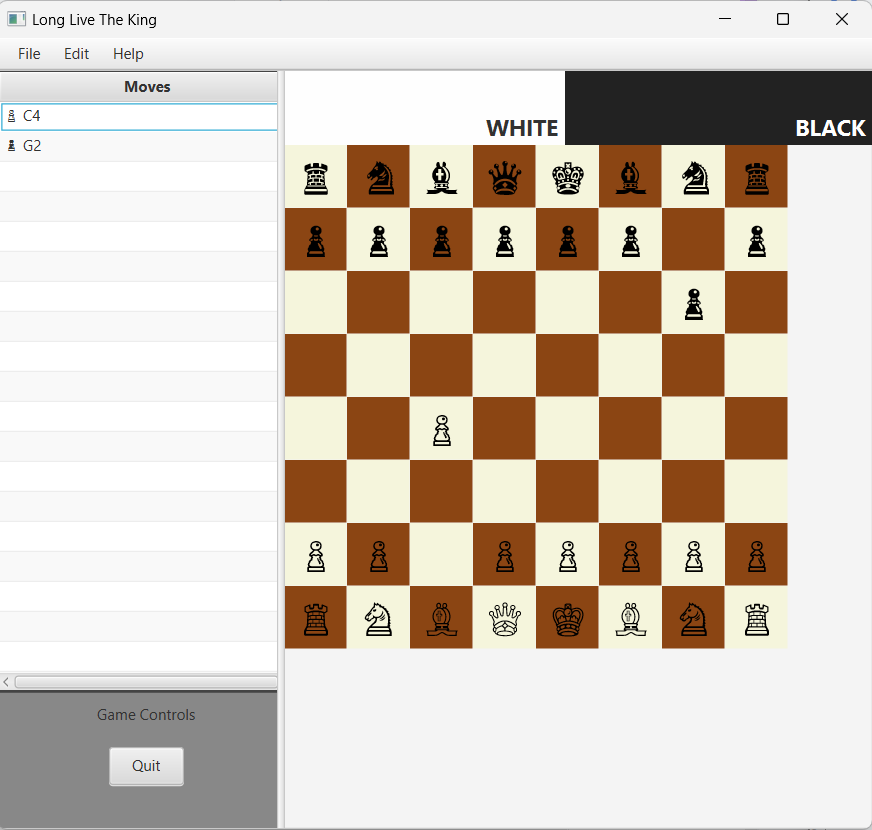 Long Live The King
File Edit Help
Moves
♙ C4
♟ G2
WHITE
BLACK
Game Controls
Quit